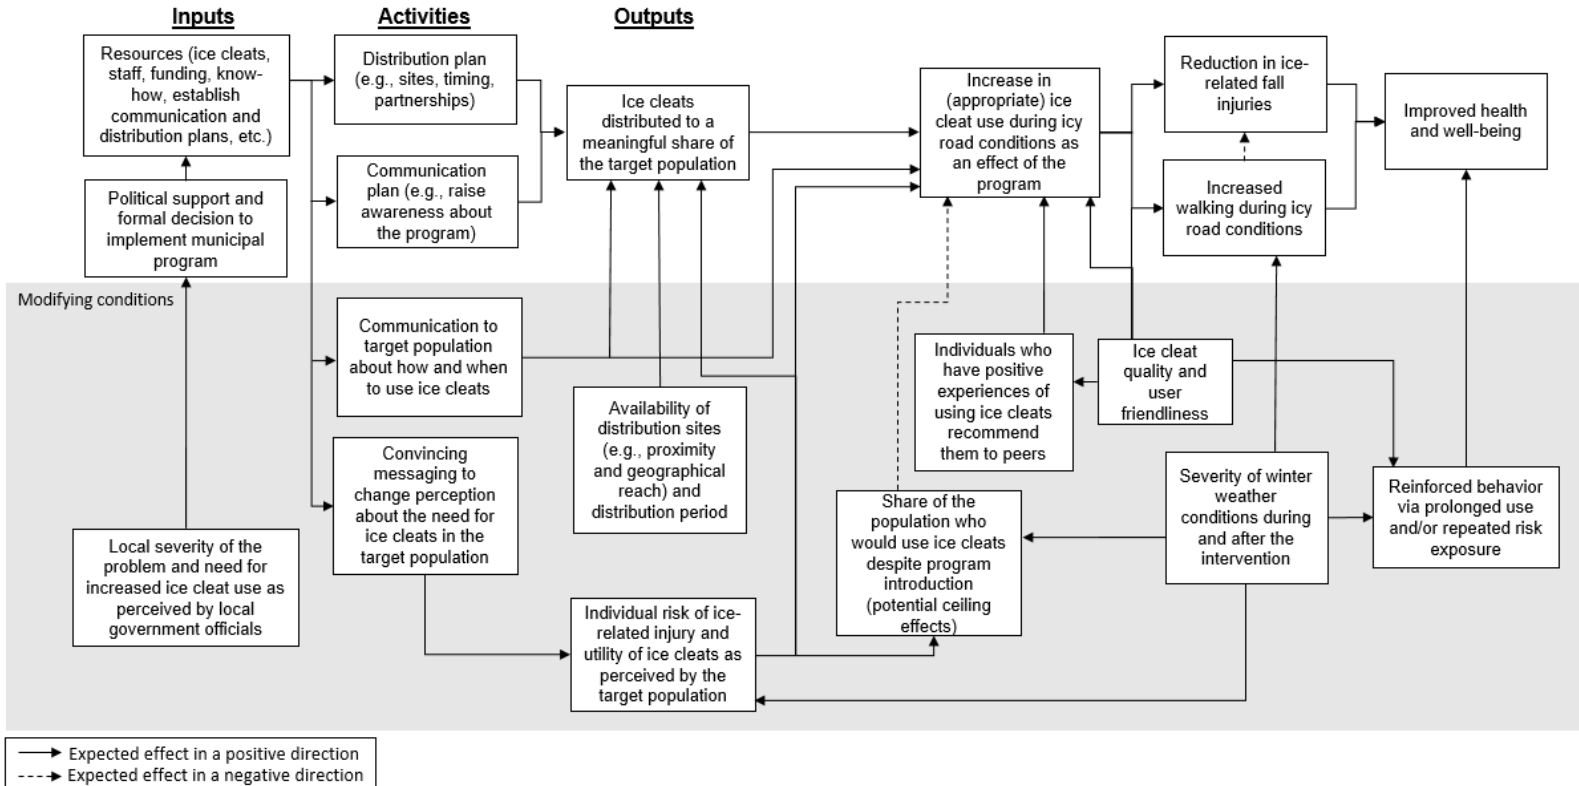 Inputs
Activities
Outputs
Resources (ice cleats,
staff, funding, know-
how, establish
communication and
distribution plans, etc.)
Distribution plan
(e.g., sites, timing,
partnerships)
Ice cleats
distributed to a
meaningful share of
the target population
Increase in
(appropriate) ice
cleat use during icy
road conditions as
an effect of the
program
Reduction in ice-
related fall
injuries
Improved health
and well-being
Political support and
formal decision to
implement municipal
program
Communication
plan (e.g., raise
awareness about
the program)
Increased
walking during icy
road conditions
Modifying conditions
Communication to
target population
about how and when
to use ice cleats
Individuals who
have positive
experiences of
using ice cleats
recommend
them to peers
Ice cleat
quality and
user
friendliness
Availability of
distribution sites
(e.g., proximity
and geographical
reach) and
distribution period
Convincing
messaging to
change perception
about the need for
ice cleats in the
target population
Share of the
population who
would use ice cleats
despite program
introduction
(potential ceiling
effects)
Severity of winter
weather
conditions during
and after the
intervention
Reinforced behavior
via prolonged use
and/or repeated risk
exposure
Local severity of the
problem and need for
increased ice cleat use as
perceived by local
government officials
Individual risk of ice-
related injury and
utility of ice cleats as
perceived by the
target population
Expected effect in a positive direction
Expected effect in a negative direction